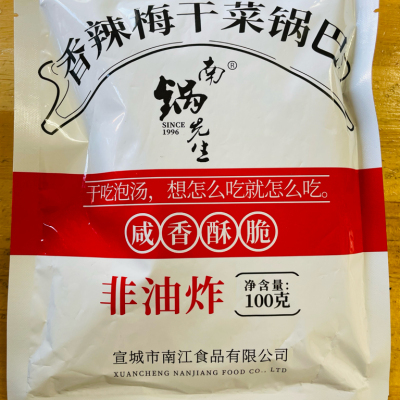 香辣梅干菜锅巴
南®
锅先生
SINCE
1996
干吃泡汤，想怎么吃就怎么吃。
咸香酥脆
非油炸
净含量：
100克
宣城市南江食品有限公司
XUANCHENG NANJIANG FOOD CO., LTD